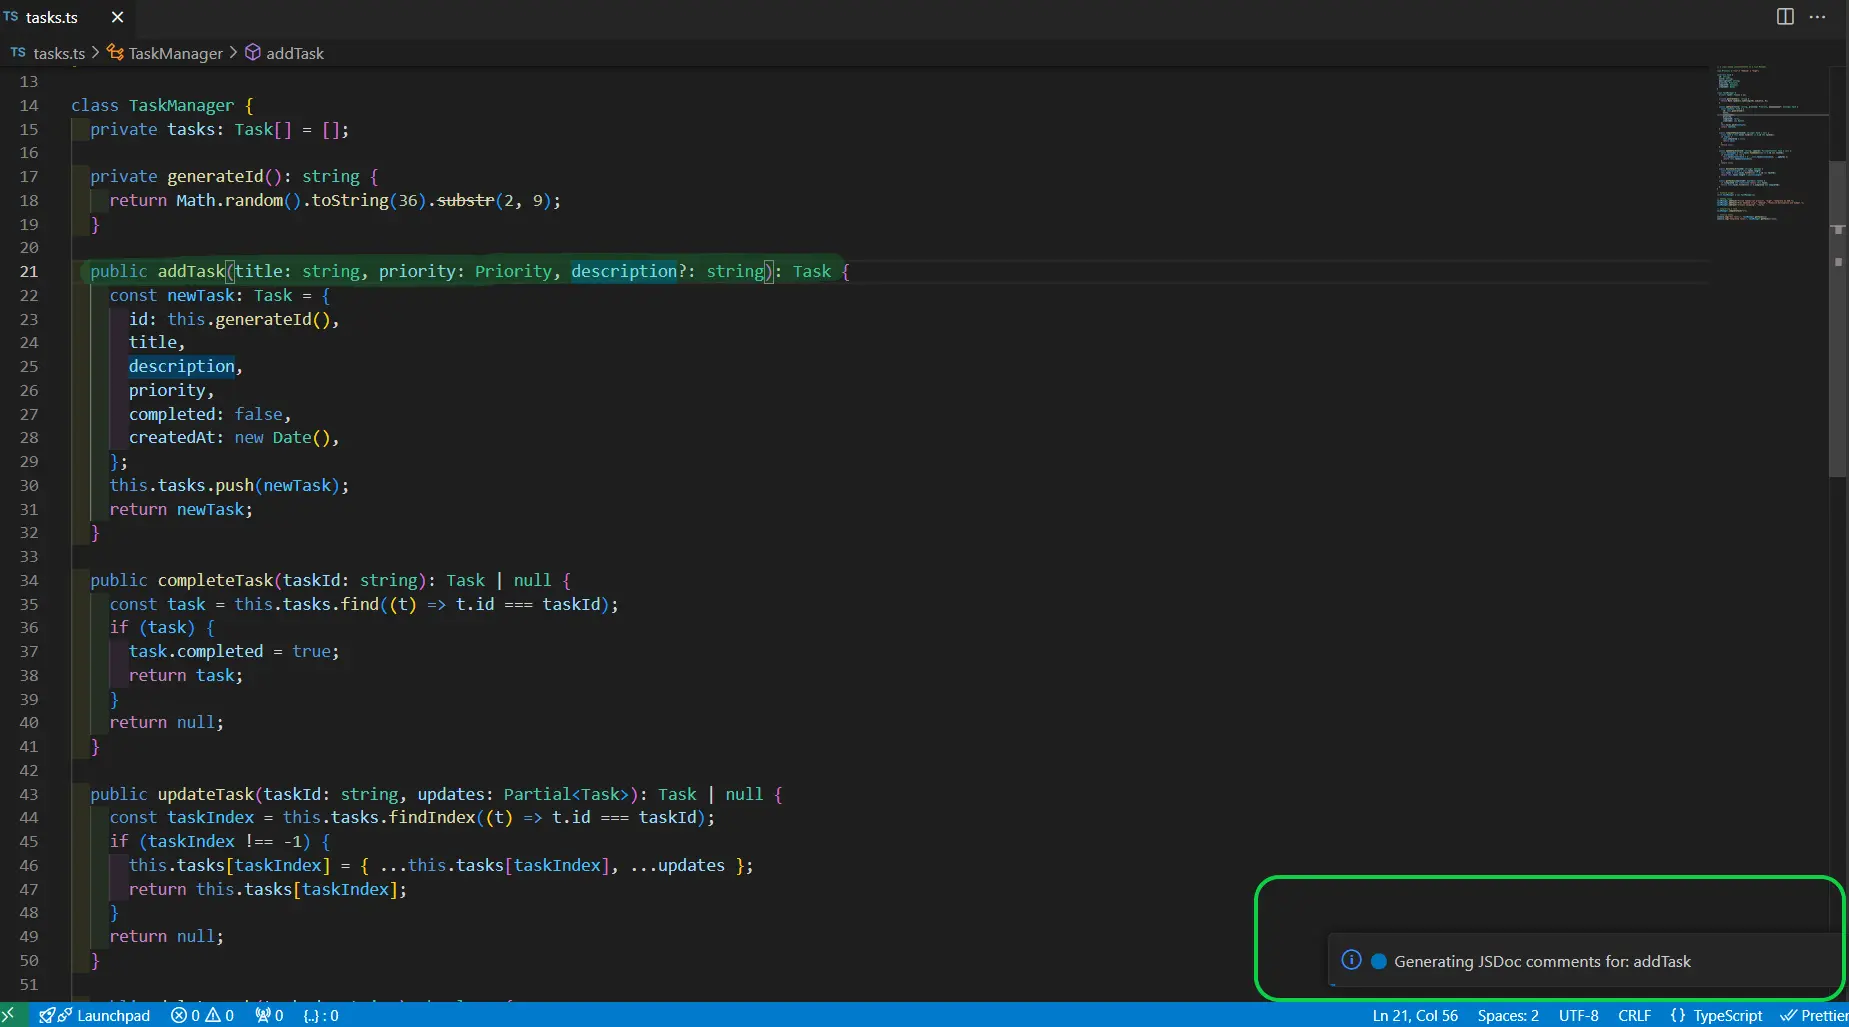 TS tasks.ts ×
TS tasks.ts > TaskManager > addTask
13
14 class TaskManager {
15 private tasks: Task[] = [];
16
17 private generateId(): string {
18 return Math.random().toString(36).substr(2, 9);
19 }
20
21 public addTask(title: string, priority: Priority, description?: string): Task {
22 const newTask: Task = {
23 id: this.generateId(),
24 title,
25 description,
26 priority,
27 completed: false,
28 createdAt: new Date(),
29 };
30 this.tasks.push(newTask);
31 return newTask;
32 }
33
34 public completeTask(taskId: string): Task | null {
35 const task = this.tasks.find((t) => t.id === taskId);
36 if (task) {
37 task.completed = true;
38 return task;
39 }
40 return null;
41 }
42
43 public updateTask(taskId: string, updates: Partial<Task>): Task | null {
44 const taskIndex = this.tasks.findIndex((t) => t.id === taskId);
45 if (taskIndex !== -1) {
46 this.tasks[taskIndex] = { ...this.tasks[taskIndex], ...updates };
47 return this.tasks[taskIndex];
48 }
49 return null;
50 }
51
Generating JSDoc comments for: addTask
Launchpad 0 0 0 {..} : 0 Ln 21, Col 56 Spaces: 2 UTF-8 CRLF {} TypeScript Prettier